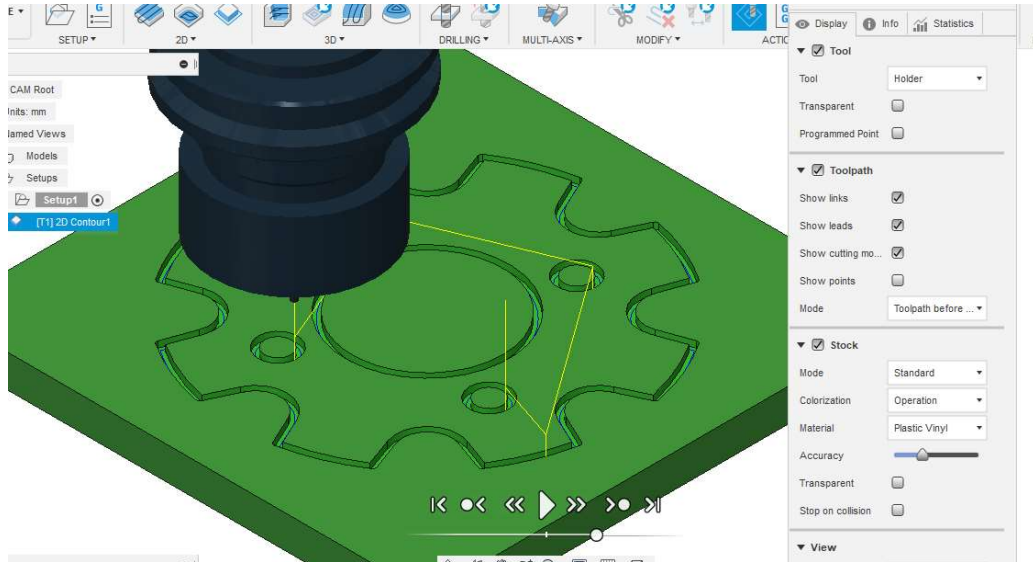 E ▾
G
SETUP ▾
2D ▾
3D ▾
DRILLING ▾
MULTI-AXIS ▾
MODIFY ▾
ACTIO
G
G
CAM Root
Units: mm
Named Views
Models
Setups
Setup1
[T1] 2D Contour1
Display
Info
Statistics
Tool
Tool Holder
Transparent
Programmed Point
Toolpath
Show links
Show leads
Show cutting mo...
Show points
Mode Toolpath before ...
Stock
Mode Standard
Colorization Operation
Material Plastic Vinyl
Accuracy
Transparent
Stop on collision
View